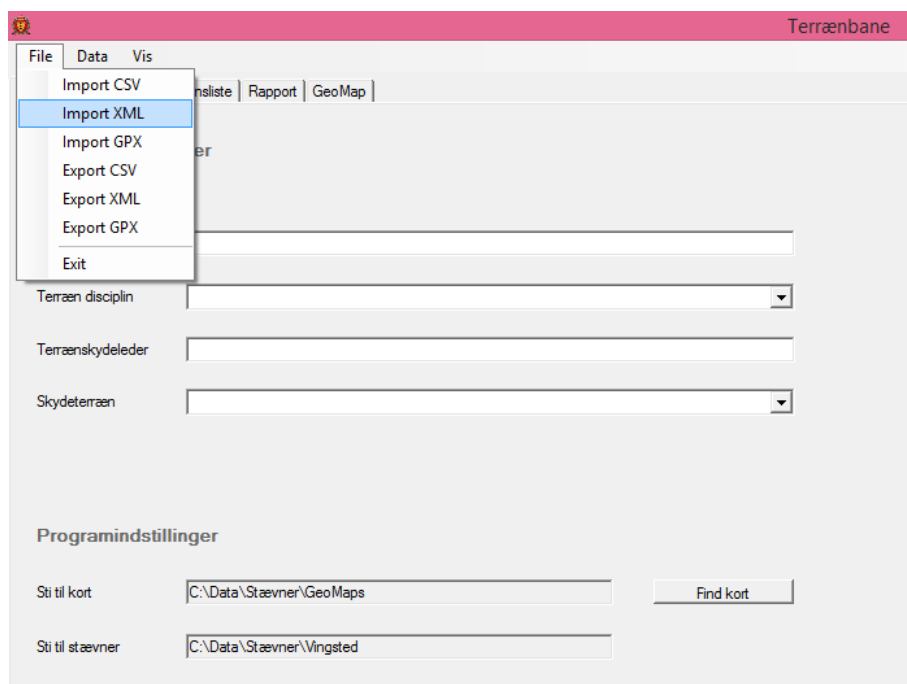 Terrænbane
File Data Vis
Import CSV
Import XML
Import GPX
Export CSV
Export XML
Export GPX
Exit
Rapport GeoMap
Terræn disciplin
Terrænskydeleder
Skydeterræn
Programindstillinger
Sti til kort C:\Data\Stævner\GeoMaps Find kort
Sti til stævner C:\Data\Stævner\Vingsted